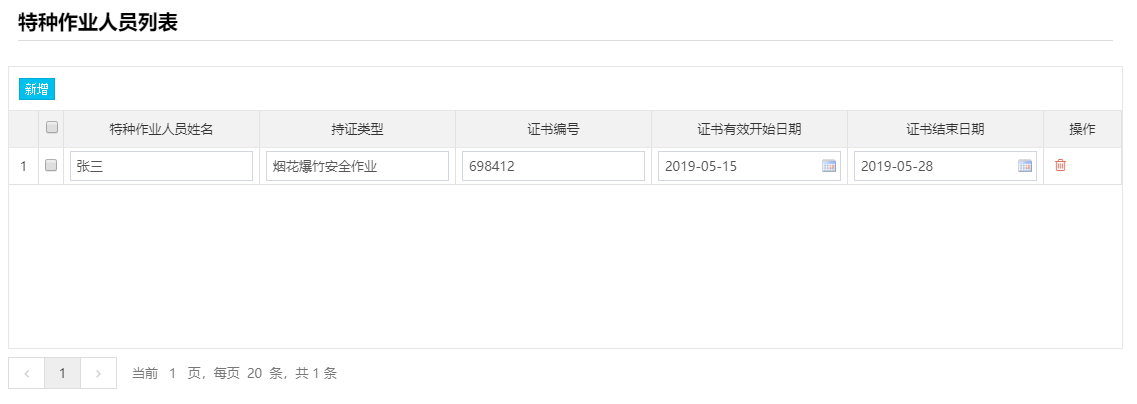 特种作业人员列表
新增
特种作业人员姓名 持证类型 证书编号 证书有效开始日期 证书结束日期 操作
1 张三 烟花爆竹安全作业 698412 2019-05-15 2019-05-28
1 当前 1 页，每页 20 条，共 1 条